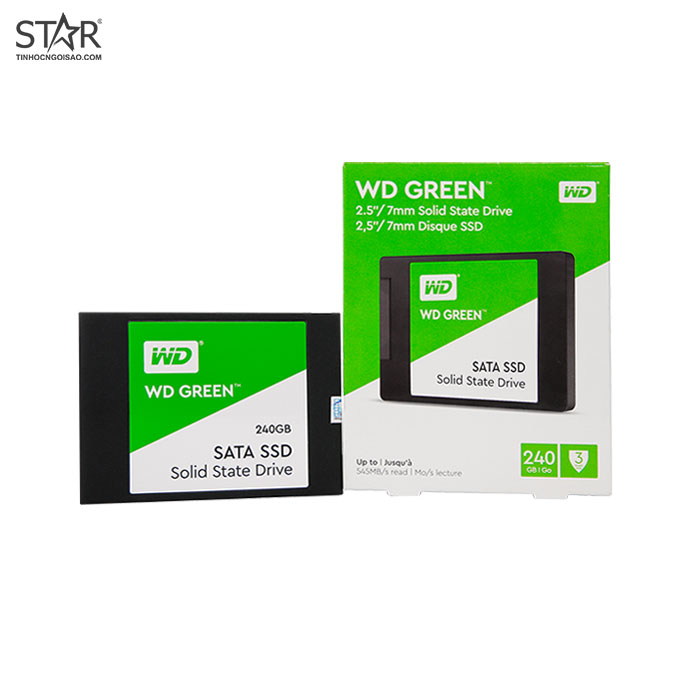 STAR®
TINHOCNGOISAO.COM
WD GREEN™
2.5"/7mm Solid State Drive
2,5"/7mm Disque SSD
WD
WD
WD GREEN™
SATA SSD
Solid State Drive
Up to | Jusqu'à
545MB/s read | Mo/s lecture
240
GB | Go
3
WD®
WD GREEN™
240GB
SATA SSD
Solid State Drive